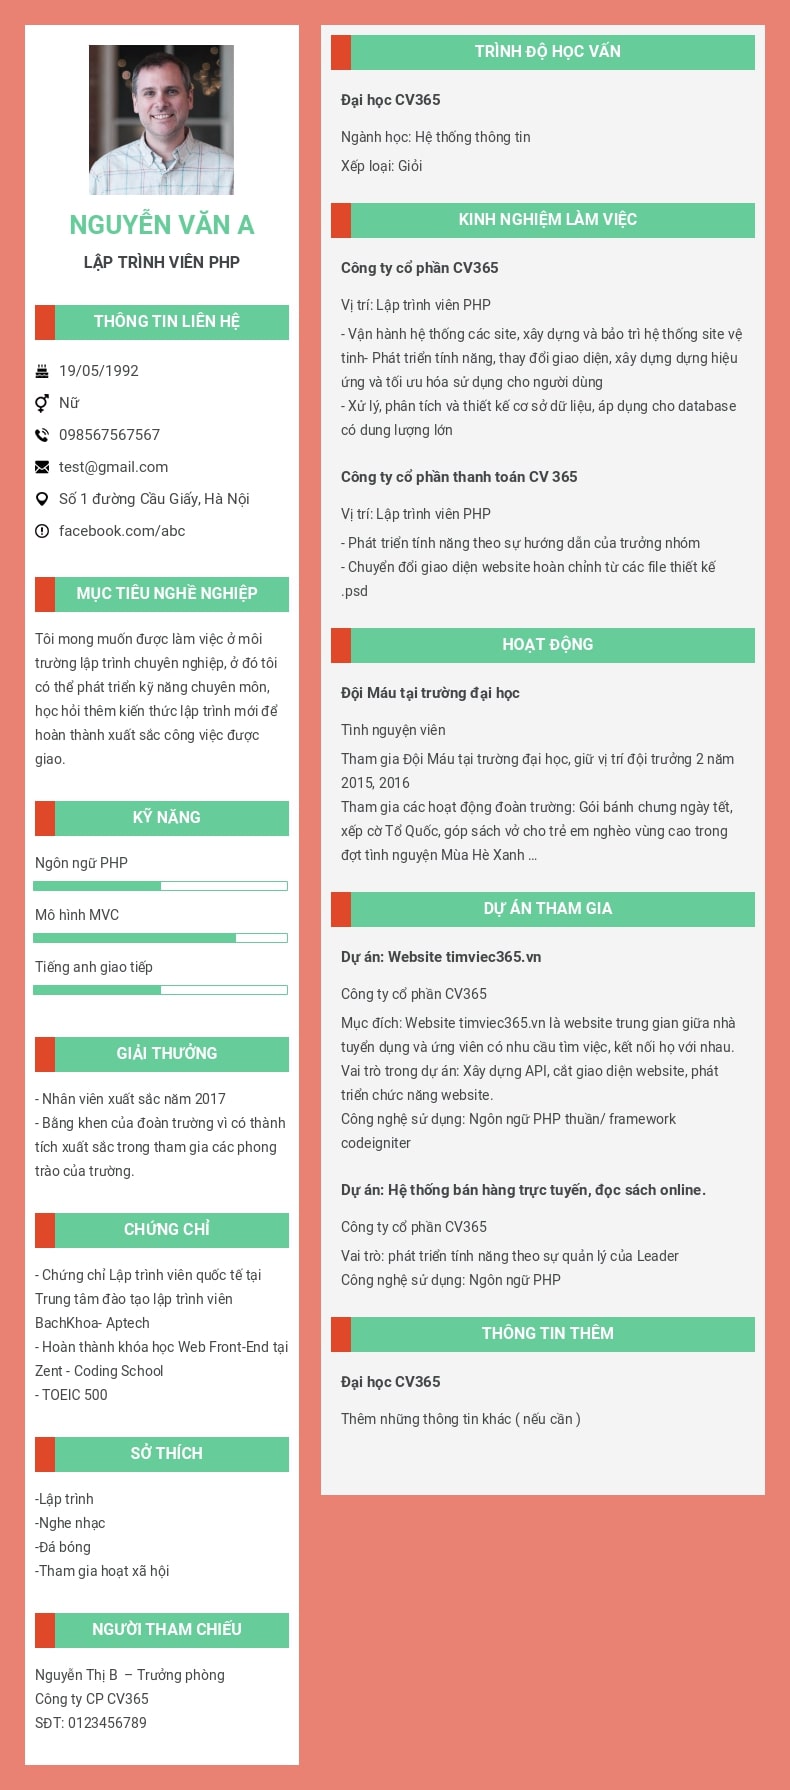 NGUYỄN VĂN A
LẬP TRÌNH VIÊN PHP
THÔNG TIN LIÊN HỆ
19/05/1992
Nữ
098567567567
test@gmail.com
Số 1 đường Cầu Giấy, Hà Nội
facebook.com/abc
MỤC TIÊU NGHỀ NGHIỆP
Tôi mong muốn được làm việc ở môi
trường lập trình chuyên nghiệp, ở đó tôi
có thể phát triển kỹ năng chuyên môn,
học hỏi thêm kiến thức lập trình mới để
hoàn thành xuất sắc công việc được
giao.
KỸ NĂNG
Ngôn ngữ PHP
Mô hình MVC
Tiếng anh giao tiếp
GIẢI THƯỞNG
- Nhân viên xuất sắc năm 2017
- Bằng khen của đoàn trường vì có thành
tích xuất sắc trong tham gia các phong
trào của trường.
CHỨNG CHỈ
- Chứng chỉ Lập trình viên quốc tế tại
Trung tâm đào tạo lập trình viên
BachKhoa- Aptech
- Hoàn thành khóa học Web Front-End tại
Zent - Coding School
- TOEIC 500
SỞ THÍCH
-Lập trình
-Nghe nhạc
-Đá bóng
-Tham gia hoạt xã hội
NGƯỜI THAM CHIẾU
Nguyễn Thị B – Trưởng phòng
Công ty CP CV365
SĐT: 0123456789
TRÌNH ĐỘ HỌC VẤN
Đại học CV365
Ngành học: Hệ thống thông tin
Xếp loại: Giỏi
KINH NGHIỆM LÀM VIỆC
Công ty cổ phần CV365
Vị trí: Lập trình viên PHP
- Vận hành hệ thống các site, xây dựng và bảo trì hệ thống site vệ
tinh- Phát triển tính năng, thay đổi giao diện, xây dựng dựng hiệu
ứng và tối ưu hóa sử dụng cho người dùng
- Xử lý, phân tích và thiết kế cơ sở dữ liệu, áp dụng cho database
có dung lượng lớn
Công ty cổ phần thanh toán CV 365
Vị trí: Lập trình viên PHP
- Phát triển tính năng theo sự hướng dẫn của trưởng nhóm
- Chuyển đổi giao diện website hoàn chỉnh từ các file thiết kế
.psd
HOẠT ĐỘNG
Đội Máu tại trường đại học
Tình nguyện viên
Tham gia Đội Máu tại trường đại học, giữ vị trí đội trưởng 2 năm
2015, 2016
Tham gia các hoạt động đoàn trường: Gói bánh chưng ngày tết,
xếp cờ Tổ Quốc, góp sách vở cho trẻ em nghèo vùng cao trong
đợt tình nguyện Mùa Hè Xanh ...
DỰ ÁN THAM GIA
Dự án: Website timviec365.vn
Công ty cổ phần CV365
Mục đích: Website timviec365.vn là website trung gian giữa nhà
tuyển dụng và ứng viên có nhu cầu tìm việc, kết nối họ với nhau.
Vai trò trong dự án: Xây dựng API, cắt giao diện website, phát
triển chức năng website.
Công nghệ sử dụng: Ngôn ngữ PHP thuần/ framework
codeigniter
Dự án: Hệ thống bán hàng trực tuyến, đọc sách online.
Công ty cổ phần CV365
Vai trò: phát triển tính năng theo sự quản lý của Leader
Công nghệ sử dụng: Ngôn ngữ PHP
THÔNG TIN THÊM
Đại học CV365
Thêm những thông tin khác ( nếu cần )